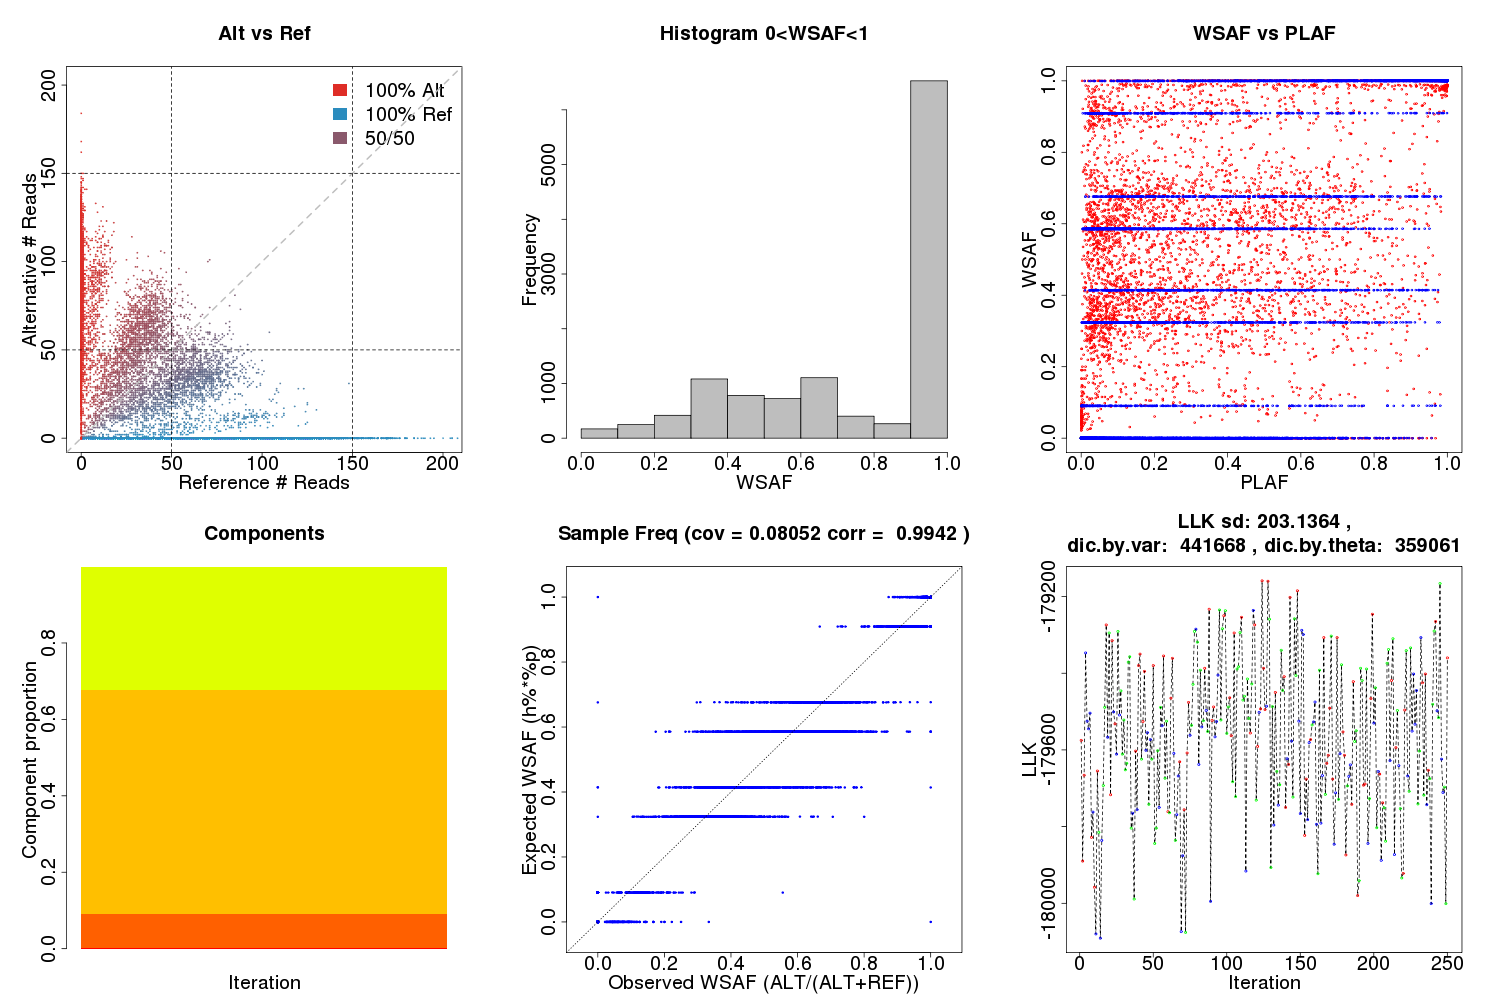 Alt vs Ref
100% Alt
100% Ref
50/50
Alternative # Reads
0 50 100 150 200
0 50 100 150 200
Reference # Reads
Histogram 0<WSAF<1
Frequency
0 1000 3000 5000
0.0 0.2 0.4 0.6 0.8 1.0
WSAF
WSAF vs PLAF
WSAF
0.0 0.2 0.4 0.6 0.8 1.0
0.0 0.2 0.4 0.6 0.8 1.0
PLAF
Components
Component proportion
0.0 0.2 0.4 0.6 0.8
Iteration
Sample Freq (cov = 0.08052 corr = 0.9942 )
Expected WSAF (h%*%p)
0.0 0.2 0.4 0.6 0.8 1.0
0.0 0.2 0.4 0.6 0.8 1.0
Observed WSAF (ALT/(ALT+REF))
LLK sd: 203.1364 ,
dic.by.var: 441668 , dic.by.theta: 359061
LLK
-180000 -179600 -179200
0 50 100 150 200 250
Iteration